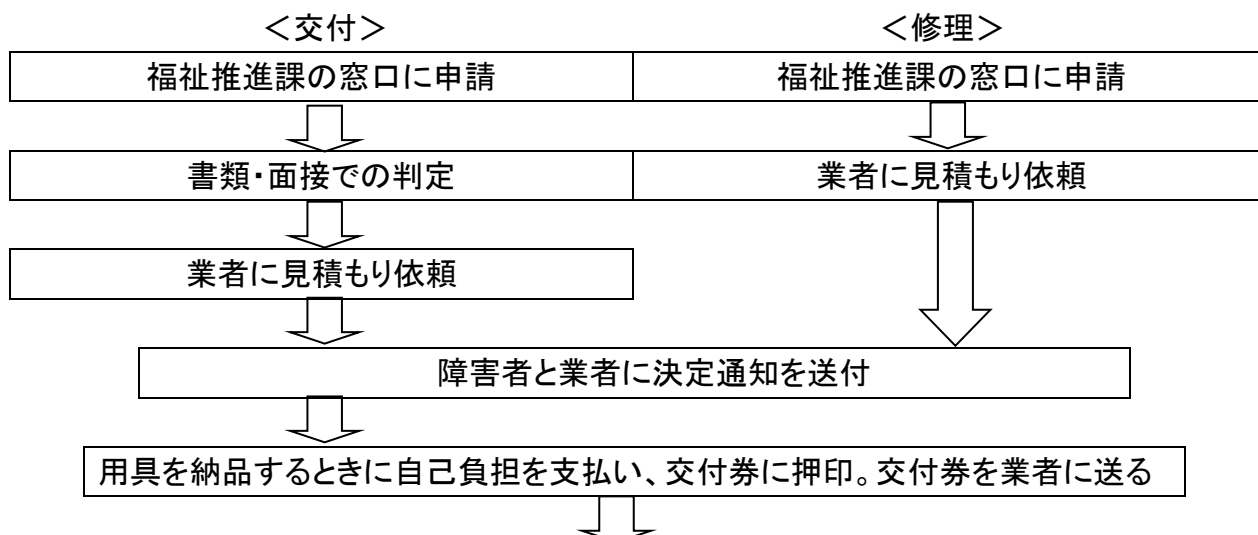 ＜交付＞ ＜修理＞
福祉推進課の窓口に申請 福祉推進課の窓口に申請
書類・面接での判定 業者に見積もり依頼
業者に見積もり依頼
障害者と業者に決定通知を送付
用具を納品するときに自己負担を支払い、交付券に押印。交付券を業者に送る